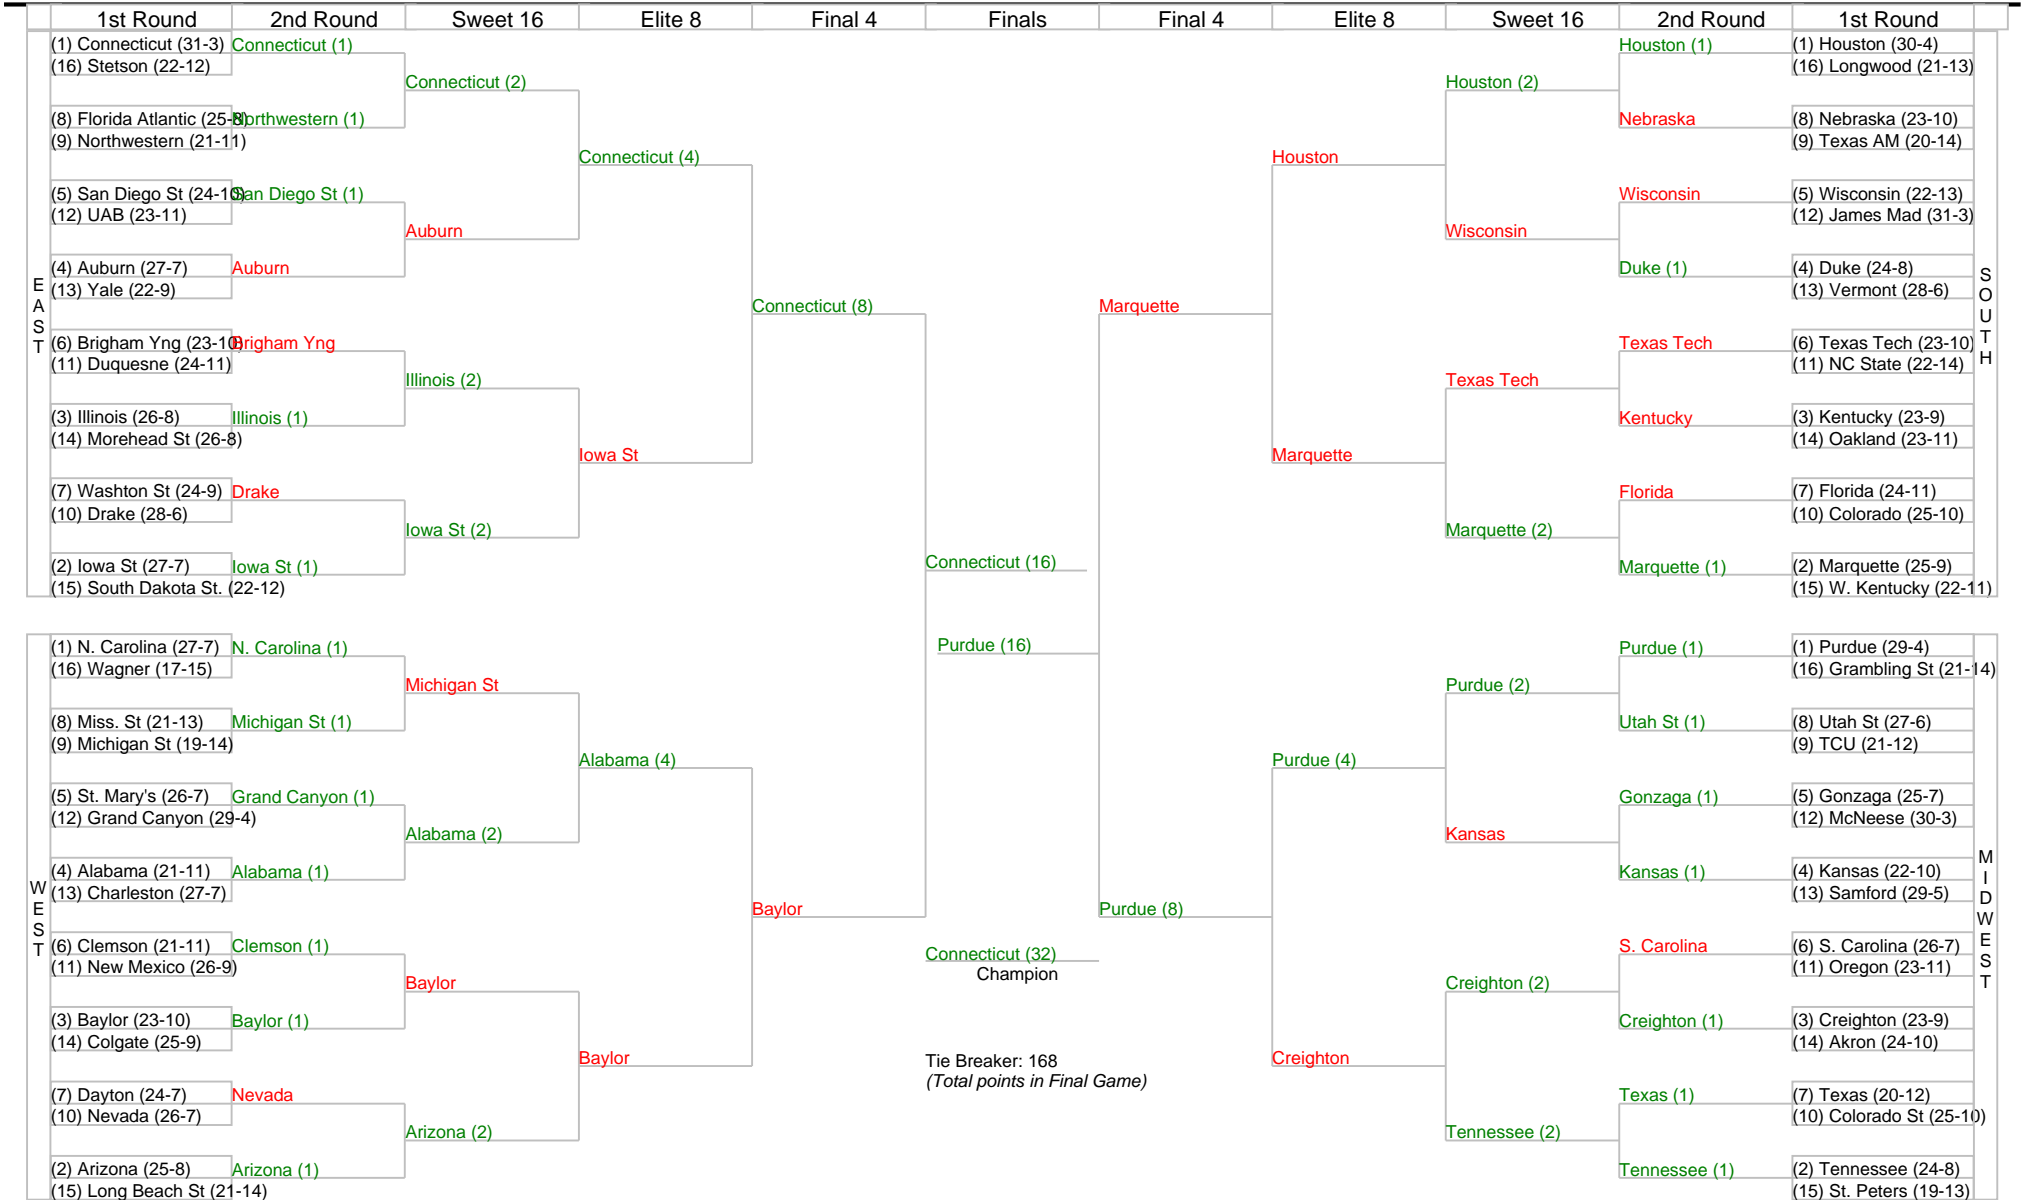 1st Round 2nd Round Sweet 16 Elite 8 Final 4 Finals Final 4 Elite 8 Sweet 16 2nd Round 1st Round
EAST
(1) Connecticut (31-3)
(16) Stetson (22-12)
(8) Florida Atlantic (25-8)
(9) Northwestern (21-11)
(5) San Diego St (24-10)
(12) UAB (23-11)
(4) Auburn (27-7)
(13) Yale (22-9)
(6) Brigham Yng (23-10)
(11) Duquesne (24-11)
(3) Illinois (26-8)
(14) Morehead St (26-8)
(7) Washton St (24-9)
(10) Drake (28-6)
(2) Iowa St (27-7)
(15) South Dakota St. (22-12)
Connecticut (1)
Northwestern (1)
San Diego St (1)
Auburn
Brigham Yng
Illinois (1)
Drake
Iowa St (1)
Connecticut (2)
Auburn
Illinois (2)
Iowa St (2)
Connecticut (4)
Iowa St
Connecticut (8)
WEST
(1) N. Carolina (27-7)
(16) Wagner (17-15)
(8) Miss. St (21-13)
(9) Michigan St (19-14)
(5) St. Mary's (26-7)
(12) Grand Canyon (29-4)
(4) Alabama (21-11)
(13) Charleston (27-7)
(6) Clemson (21-11)
(11) New Mexico (26-9)
(3) Baylor (23-10)
(14) Colgate (25-9)
(7) Dayton (24-7)
(10) Nevada (26-7)
(2) Arizona (25-8)
(15) Long Beach St (21-14)
N. Carolina (1)
Michigan St (1)
Grand Canyon (1)
Alabama (1)
Clemson (1)
Baylor (1)
Nevada
Arizona (1)
Michigan St
Alabama (2)
Baylor
Arizona (2)
Alabama (4)
Baylor
Baylor
Connecticut (16)
Purdue (16)
Connecticut (32)
Champion
Tie Breaker: 168
(Total points in Final Game)
Marquette
Houston
Marquette
Houston (2)
Wisconsin
Texas Tech
Marquette (2)
Houston (1)
Nebraska
Wisconsin
Duke (1)
Texas Tech
Kentucky
Florida
Marquette (1)
(1) Houston (30-4)
(16) Longwood (21-13)
(8) Nebraska (23-10)
(9) Texas AM (20-14)
(5) Wisconsin (22-13)
(12) James Mad (31-3)
(4) Duke (24-8)
(13) Vermont (28-6)
(6) Texas Tech (23-10)
(11) NC State (22-14)
(3) Kentucky (23-9)
(14) Oakland (23-11)
(7) Florida (24-11)
(10) Colorado (25-10)
(2) Marquette (25-9)
(15) W. Kentucky (22-11)
SOUTH
Purdue (8)
Purdue (4)
Creighton
Purdue (2)
Kansas
Creighton (2)
Tennessee (2)
Purdue (1)
Utah St (1)
Gonzaga (1)
Kansas (1)
S. Carolina
Creighton (1)
Texas (1)
Tennessee (1)
(1) Purdue (29-4)
(16) Grambling St (21-14)
(8) Utah St (27-6)
(9) TCU (21-12)
(5) Gonzaga (25-7)
(12) McNeese (30-3)
(4) Kansas (22-10)
(13) Samford (29-5)
(6) S. Carolina (26-7)
(11) Oregon (23-11)
(3) Creighton (23-9)
(14) Akron (24-10)
(7) Texas (20-12)
(10) Colorado St (25-10)
(2) Tennessee (24-8)
(15) St. Peters (19-13)
MIDWEST